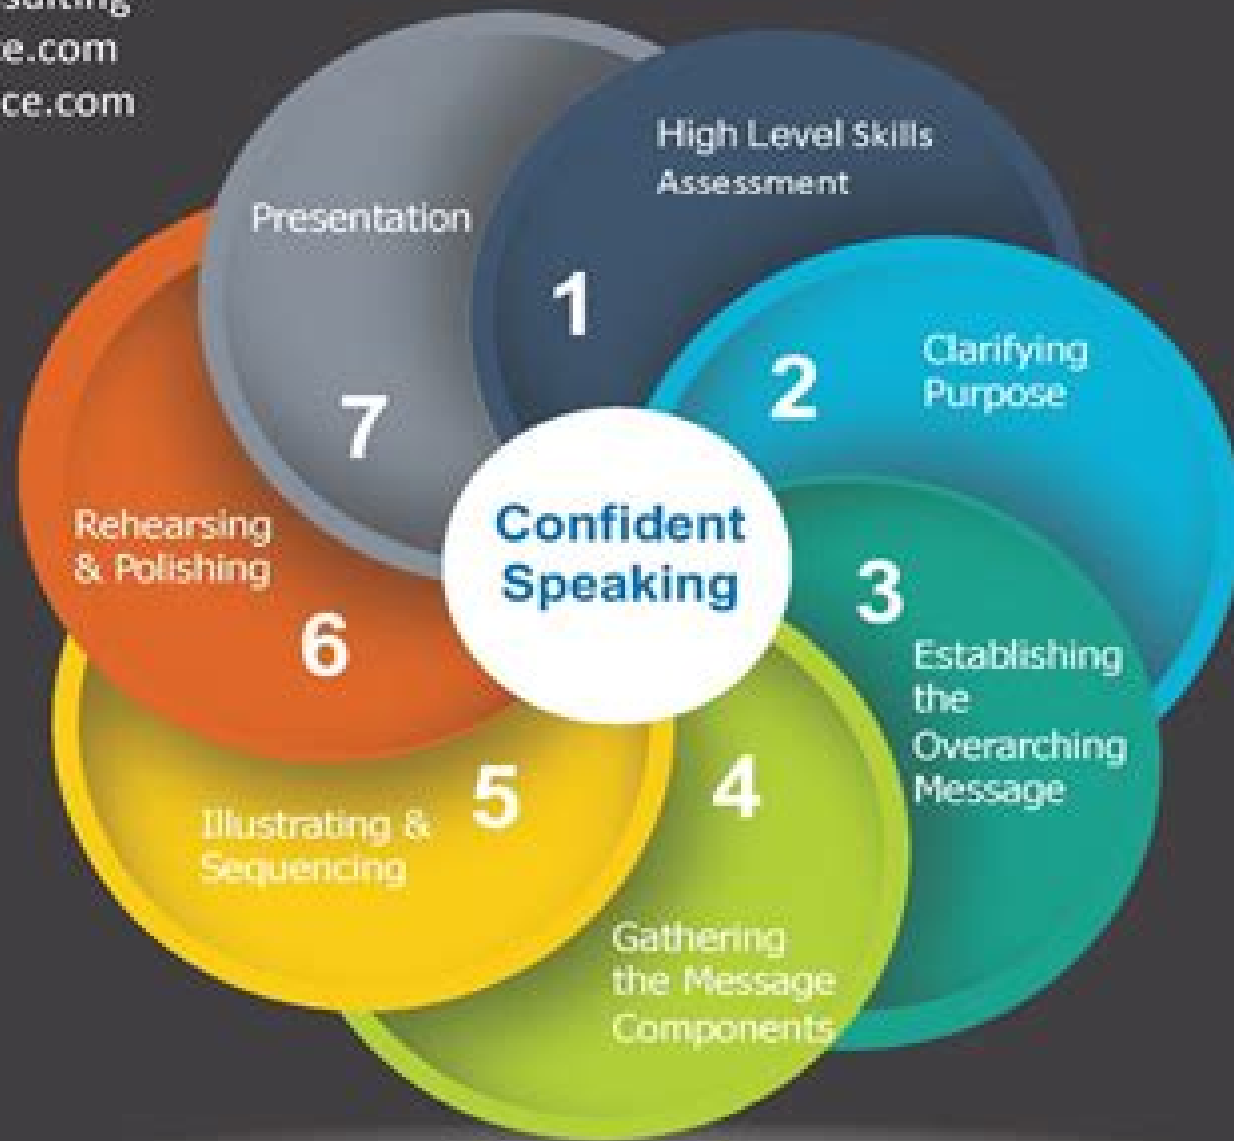 e.com
ce.com
High Level Skills
Assessment
1
Clarifying
Purpose
2
3
Establishing
the
Overarching
Message
4
Gathering
the Message
Components
5
Illustrating &
Sequencing
Rehearsing
& Polishing
6
Presentation
7
Confident
Speaking